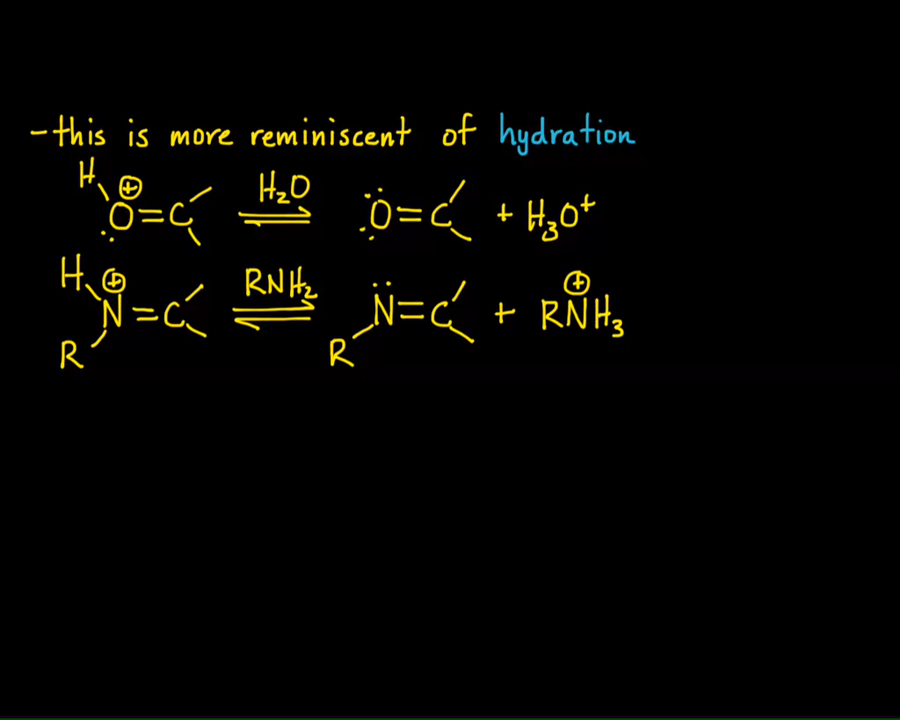 -this is more reminiscent of hydration
H
⊕ H₂O
:O=C ⇌ :O=C + H₃O⁺
H ⊕ RNH₂ ⊕
N=C ⇌ N=C + RNH₃
R R